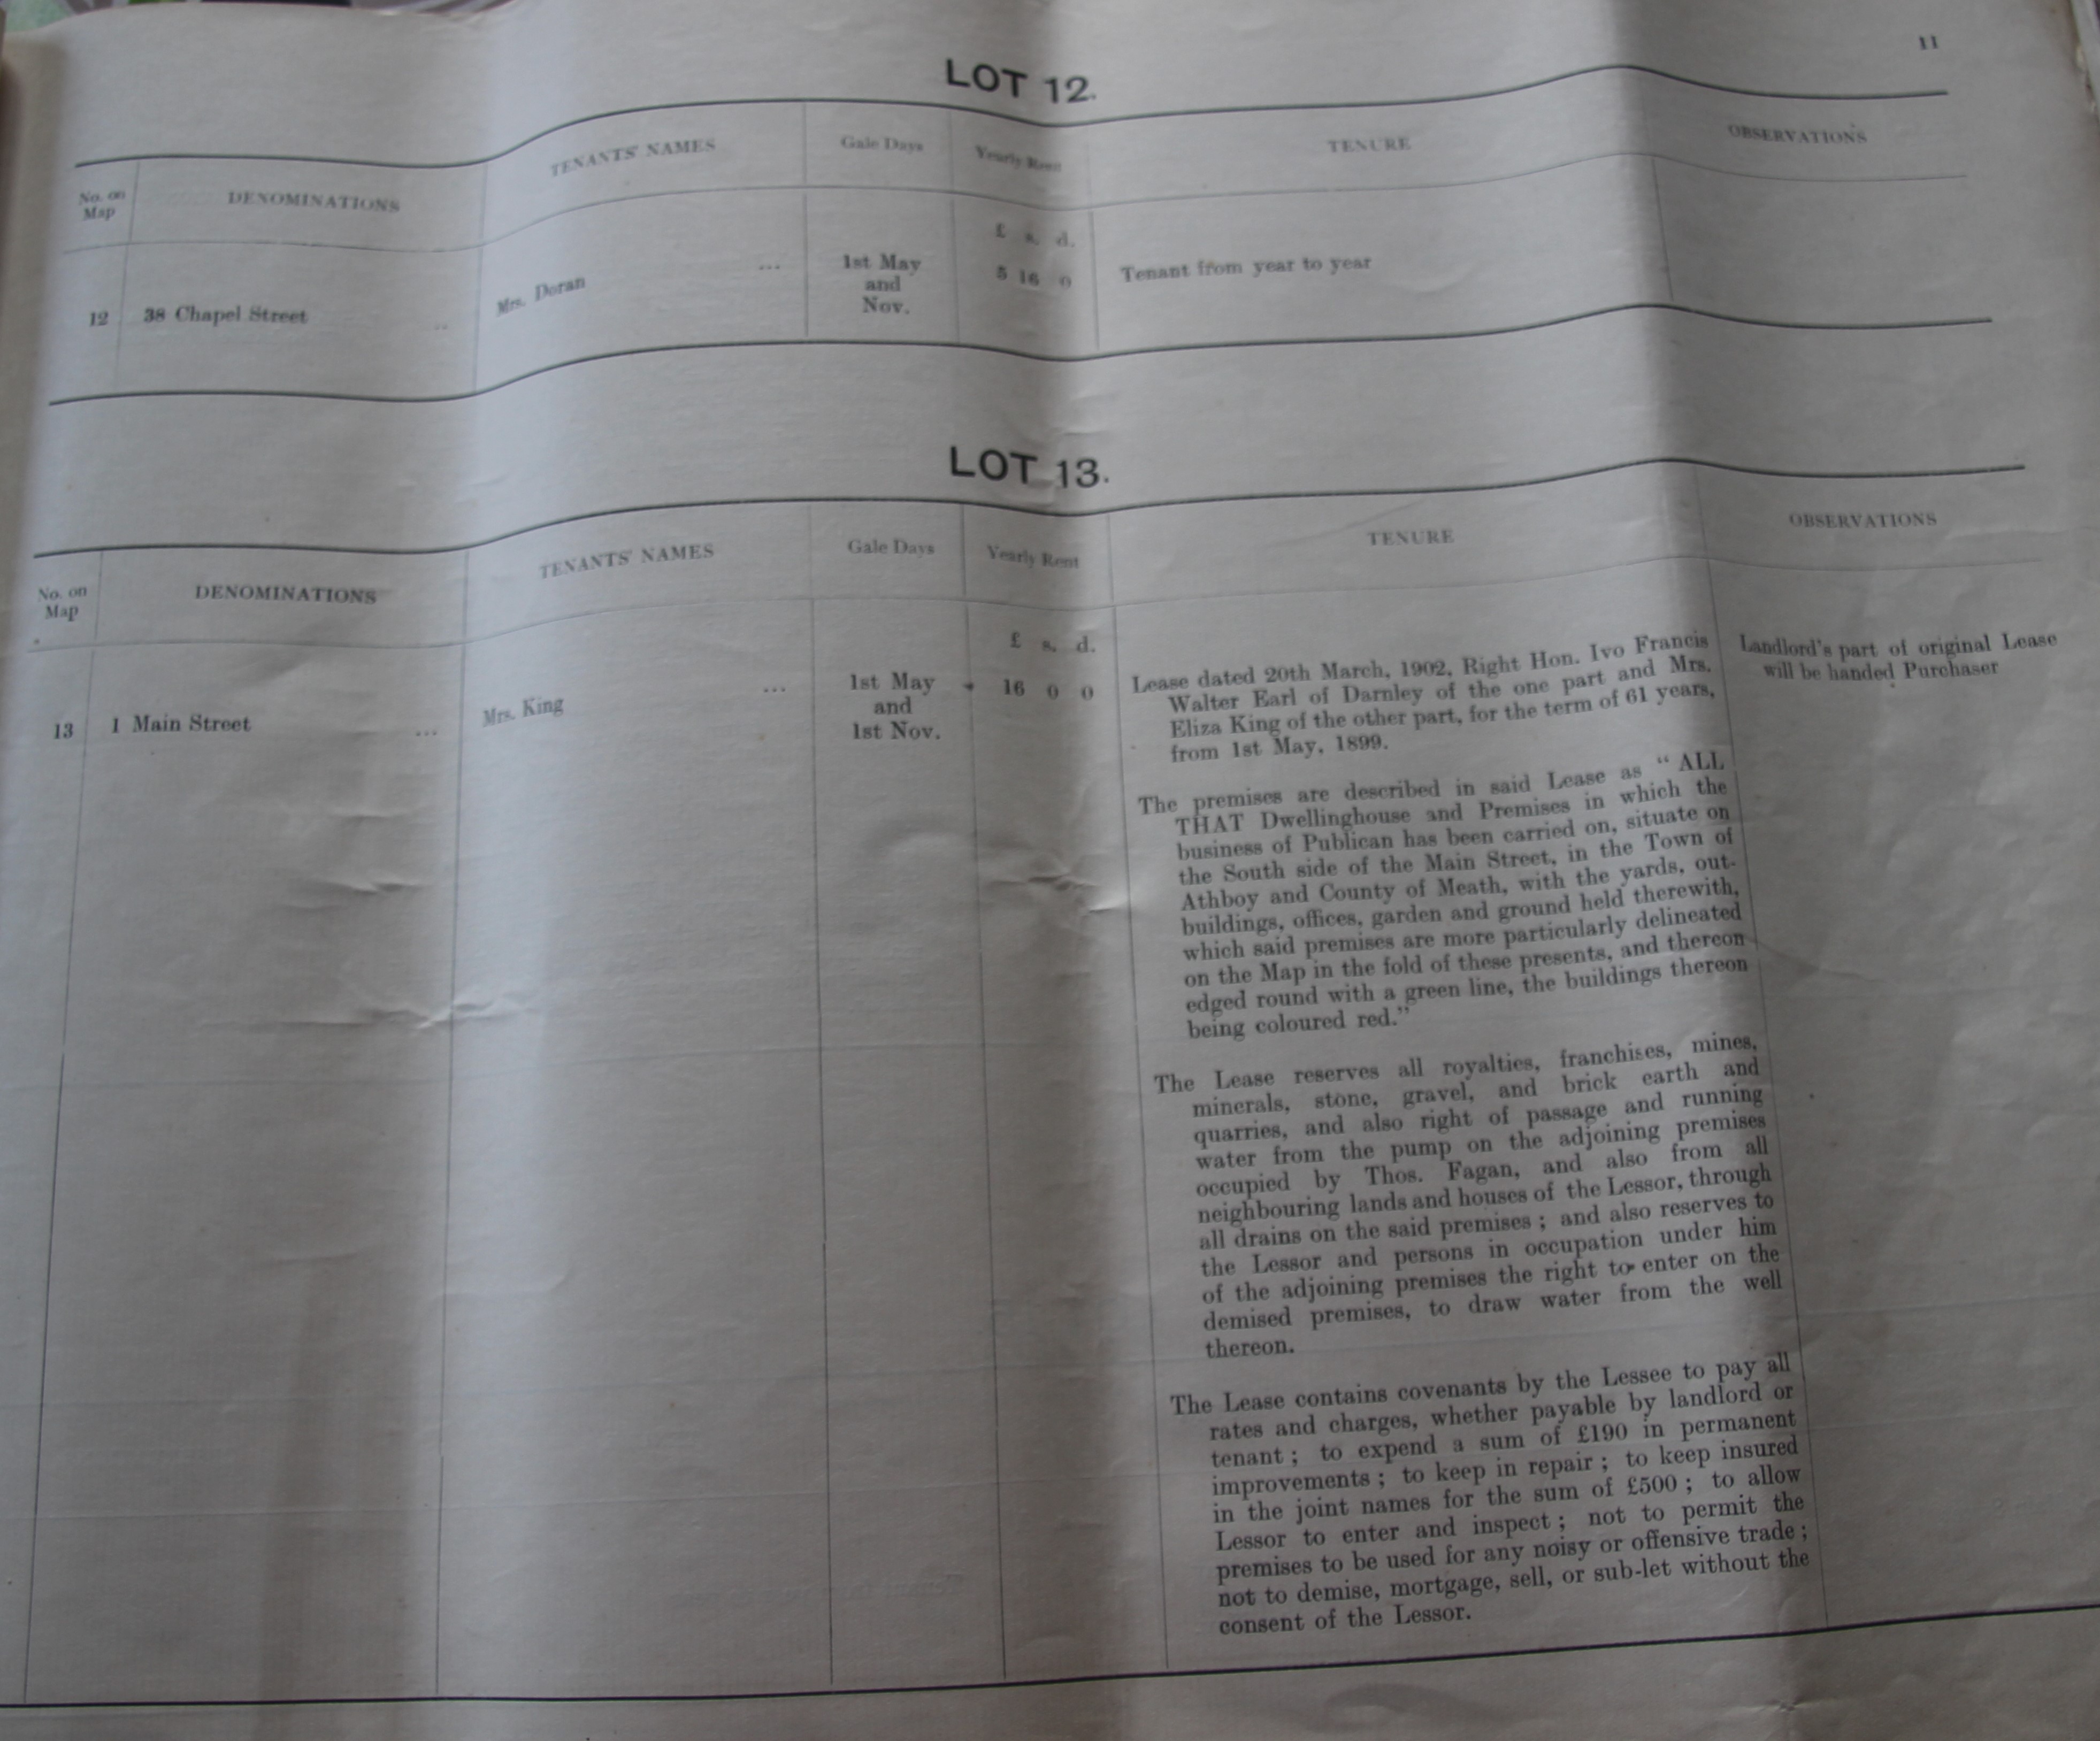 11
LOT 12.
No. on Map
DENOMINATIONS
TENANTS' NAMES
Gale Days
Yearly Rent
TENURE
OBSERVATIONS
£ s. d.
12
38 Chapel Street ..
Mrs. Doran ...
1st May
and
Nov.
5 16 0
Tenant from year to year
LOT 13.
No. on Map
DENOMINATIONS
TENANTS' NAMES
Gale Days
Yearly Rent
TENURE
OBSERVATIONS
£ s. d.
13
1 Main Street ...
Mrs. King ...
1st May
and
1st Nov.
16 0 0
Lease dated 20th March, 1902, Right Hon. Ivo Francis
Walter Earl of Darnley of the one part and Mrs.
Eliza King of the other part, for the term of 61 years,
from 1st May, 1899.
The premises are described in said Lease as “ ALL
THAT Dwellinghouse and Premises in which the
business of Publican has been carried on, situate on
the South side of the Main Street, in the Town of
Athboy and County of Meath, with the yards, out-
buildings, offices, garden and ground held therewith,
which said premises are more particularly delineated
on the Map in the fold of these presents, and thereon
edged round with a green line, the buildings thereon
being coloured red.”
The Lease reserves all royalties, franchises, mines,
minerals, stone, gravel, and brick earth and
quarries, and also right of passage and running
water from the pump on the adjoining premises
occupied by Thos. Fagan, and also from all
neighbouring lands and houses of the Lessor, through
all drains on the said premises ; and also reserves to
the Lessor and persons in occupation under him
of the adjoining premises the right to enter on the
demised premises, to draw water from the well
thereon.
The Lease contains covenants by the Lessee to pay all
rates and charges, whether payable by landlord or
tenant ; to expend a sum of £190 in permanent
improvements ; to keep in repair ; to keep insured
in the joint names for the sum of £500 ; to allow
Lessor to enter and inspect ; not to permit the
premises to be used for any noisy or offensive trade ;
not to demise, mortgage, sell, or sub-let without the
consent of the Lessor.
Landlord's part of original Lease
will be handed Purchaser